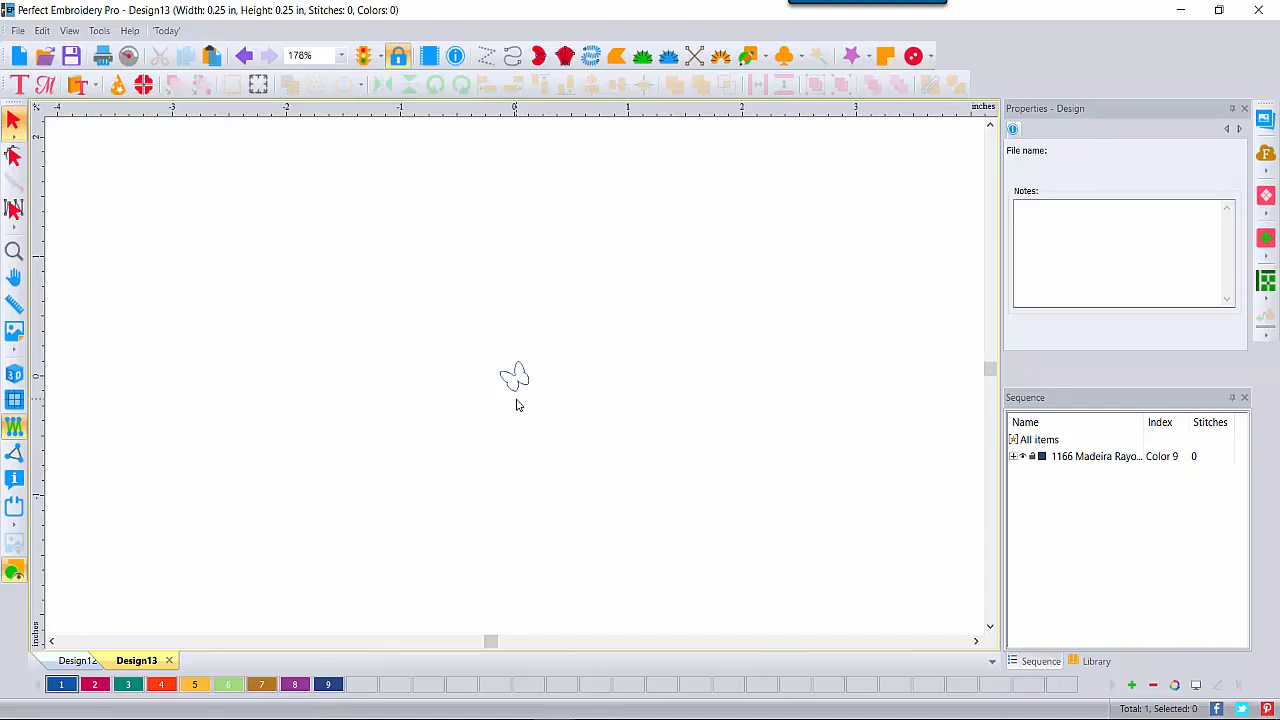 Perfect Embroidery Pro - Design13 (Width: 0.25 in, Height: 0.25 in, Stitches: 0, Colors: 0)
File Edit View Tools Help 'Today'
178%
-4 -3 -2 -1 0 1 2 3 inches
Properties - Design
File name:
Notes:
Sequence
Name Index Stitches
All items
1166 Madeira Rayo... Color 9 0
inches
Design12 Design13
Sequence Library
1 2 3 4 5 6 7 8 9
Total: 1, Selected: 0